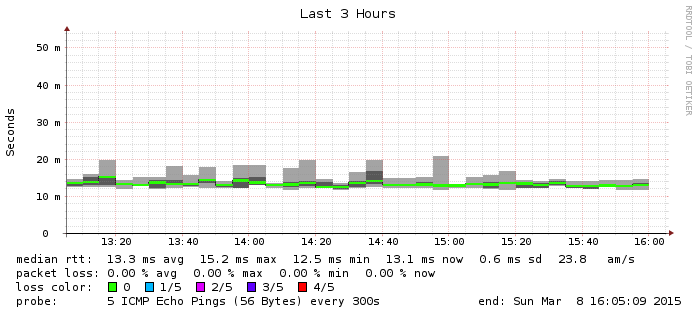 Last 3 Hours
RRDTOOL / TOBI OETIKER
Seconds
50 m
40 m
30 m
20 m
10 m
0
13:20 13:40 14:00 14:20 14:40 15:00 15:20 15:40 16:00
median rtt: 13.3 ms avg 15.2 ms max 12.5 ms min 13.1 ms now 0.6 ms sd 23.8 am/s
packet loss: 0.00 % avg 0.00 % max 0.00 % min 0.00 % now
loss color: 0 1/5 2/5 3/5 4/5
probe: 5 ICMP Echo Pings (56 Bytes) every 300s end: Sun Mar 8 16:05:09 2015